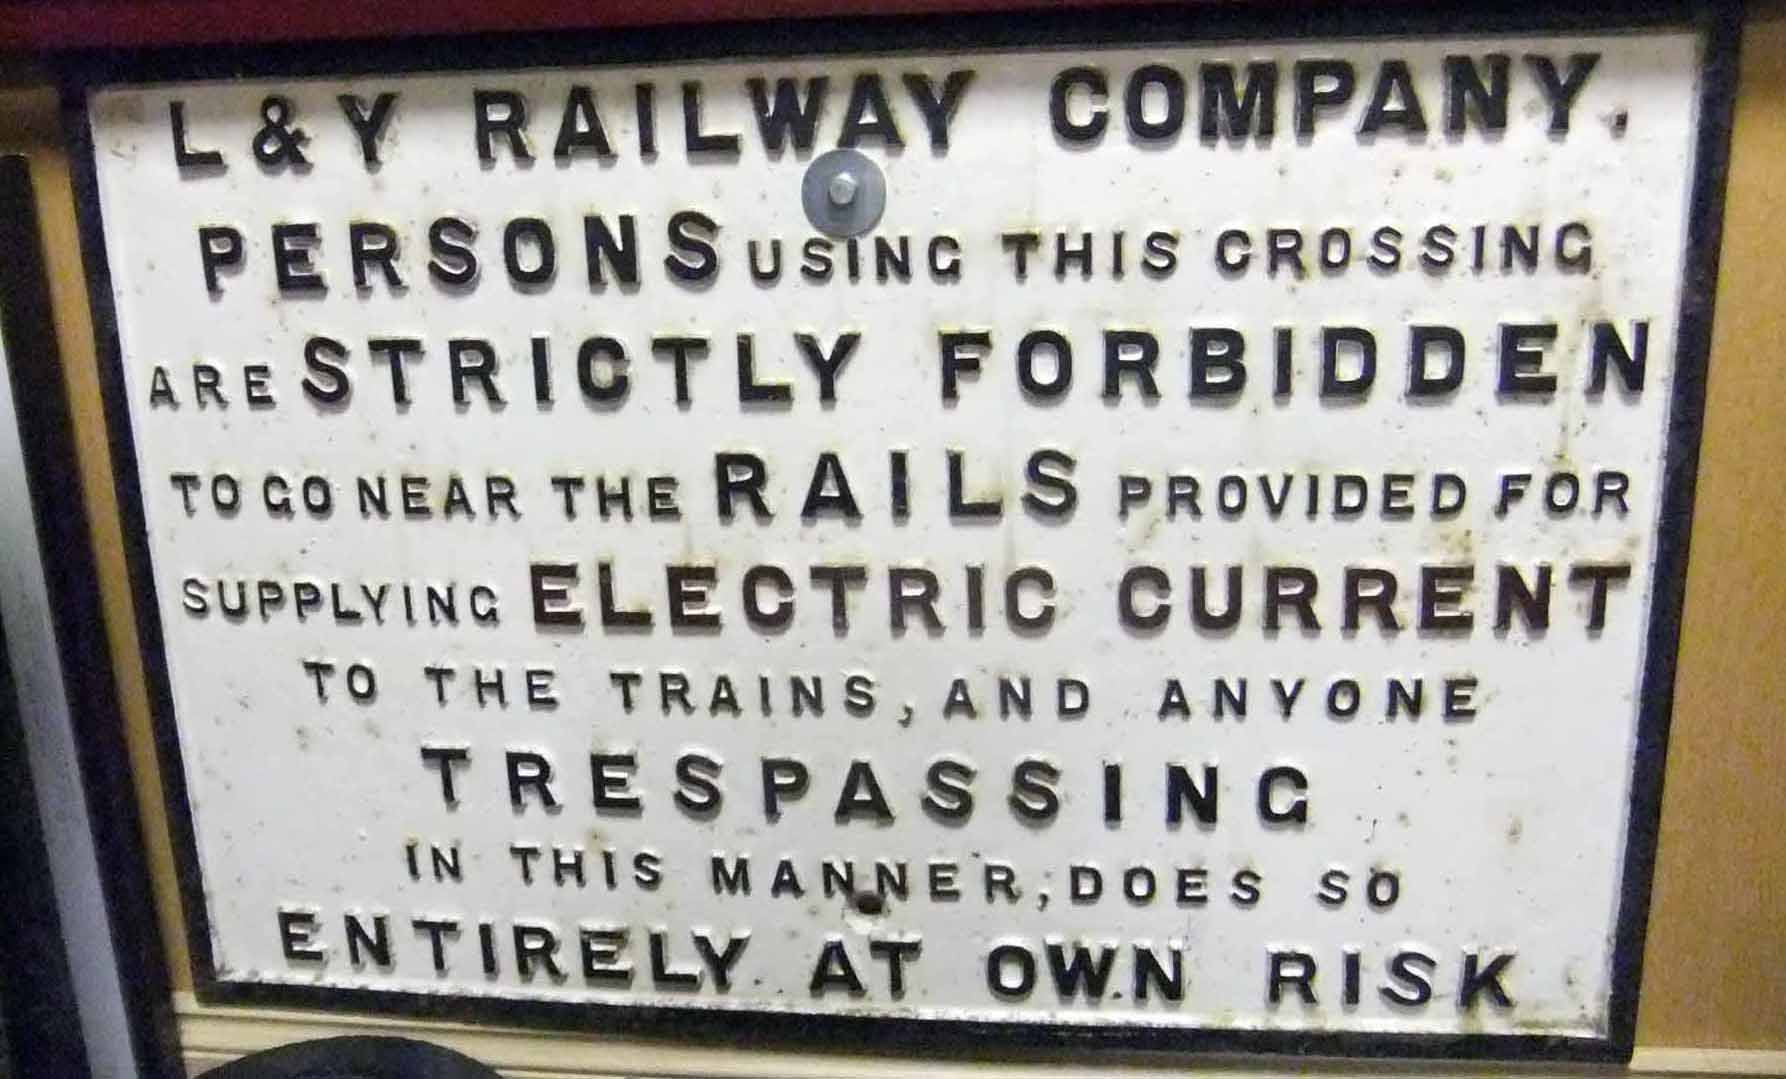 L&Y RAILWAY COMPANY.
PERSONS USING THIS CROSSING
ARE STRICTLY FORBIDDEN
TO GO NEAR THE RAILS PROVIDED FOR
SUPPLYING ELECTRIC CURRENT
TO THE TRAINS, AND ANYONE
TRESPASSING
IN THIS MANNER, DOES SO
ENTIRELY AT OWN RISK